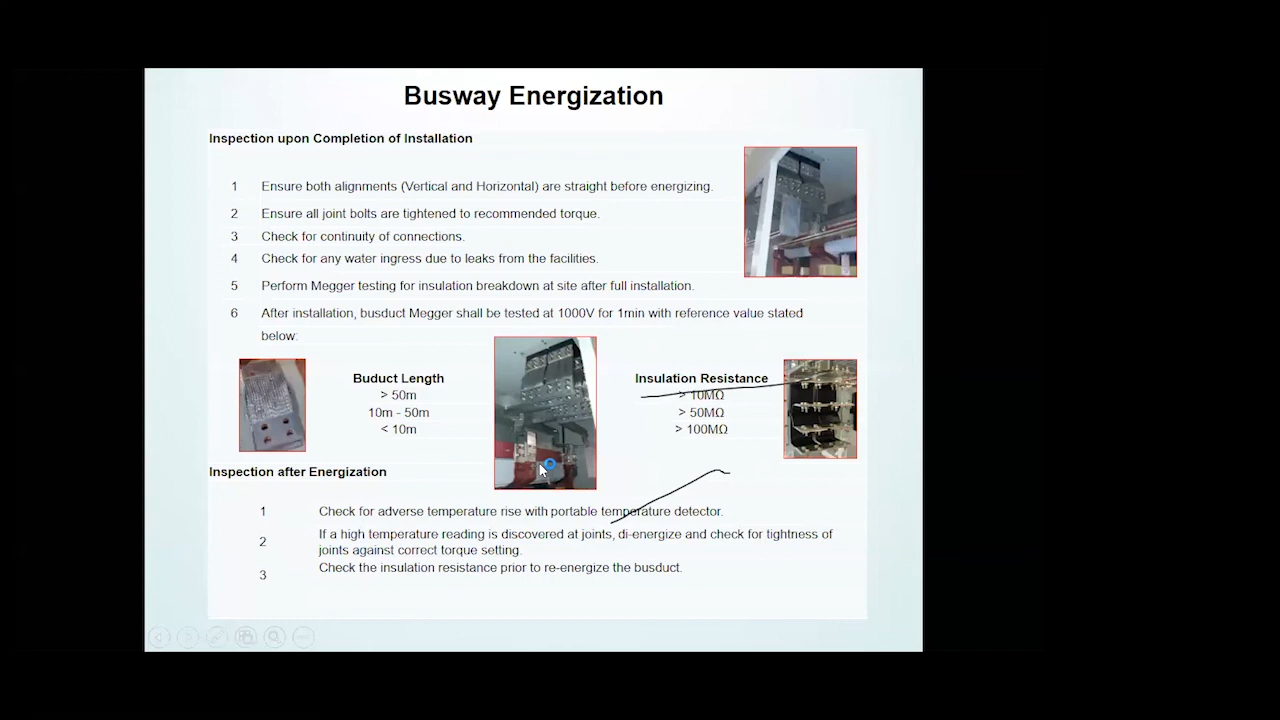 Busway Energization
Inspection upon Completion of Installation
1 Ensure both alignments (Vertical and Horizontal) are straight before energizing.
2 Ensure all joint bolts are tightened to recommended torque.
3 Check for continuity of connections.
4 Check for any water ingress due to leaks from the facilities.
5 Perform Megger testing for insulation breakdown at site after full installation.
6 After installation, busduct Megger shall be tested at 1000V for 1min with reference value stated
below:
Buduct Length Insulation Resistance
> 50m > 10MΩ
10m - 50m > 50MΩ
< 10m > 100MΩ
Inspection after Energization
1 Check for adverse temperature rise with portable temperature detector.
2 If a high temperature reading is discovered at joints, di-energize and check for tightness of
joints against correct torque setting.
3 Check the insulation resistance prior to re-energize the busduct.